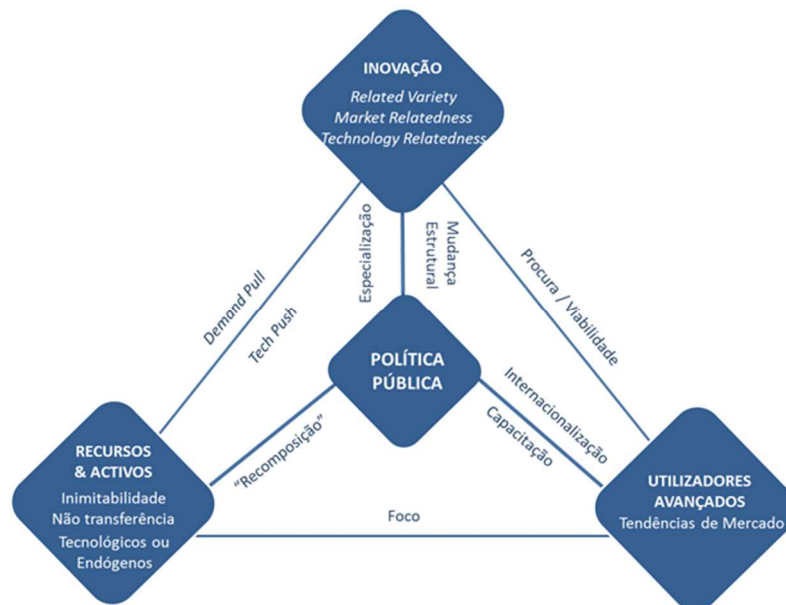 INOVAÇÃO
Related Variety
Market Relatedness
Technology Relatedness
Especialização
Mudança
Estrutural
Demond Pull
Tech Push
Procura / Viabilidade
POLÍTICA
PÚBLICA
"Recomposição"
Internacionalização
Capacitação
RECURSOS
& ACTIVOS
Inimitabilidade
Não transferência
Tecnológicos ou
Endógenos
Foco
UTILIZADORES
AVANÇADOS
Tendências de Mercado